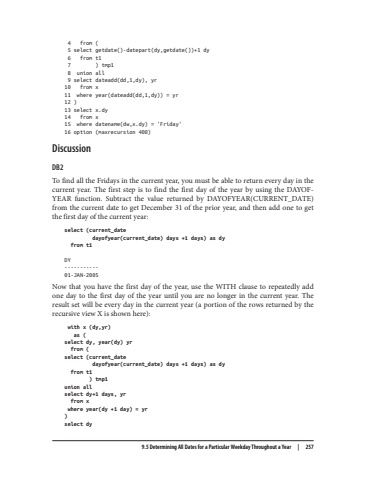 4 from (
5 select getdate()-datepart(dy,getdate())+1 dy
6 from t1
7 ) tmp1
8 union all
9 select dateadd(dd,1,dy), yr
10 from x
11 where year(dateadd(dd,1,dy)) = yr
12 )
13 select x.dy
14 from x
15 where datename(dw,x.dy) = 'Friday'
16 option (maxrecursion 400)
Discussion
DB2
To find all the Fridays in the current year, you must be able to return every day in the
current year. The first step is to find the first day of the year by using the DAYOF-
YEAR function. Subtract the value returned by DAYOFYEAR(CURRENT_DATE)
from the current date to get December 31 of the prior year, and then add one to get
the first day of the current year:
select (current_date
dayofyear(current_date) days +1 days) as dy
from t1
DY
-----------
01-JAN-2005
Now that you have the first day of the year, use the WITH clause to repeatedly add
one day to the first day of the year until you are no longer in the current year. The
result set will be every day in the current year (a portion of the rows returned by the
recursive view X is shown here):
with x (dy,yr)
as (
select dy, year(dy) yr
from (
select (current_date
dayofyear(current_date) days +1 days) as dy
from t1
) tmp1
union all
select dy+1 days, yr
from x
where year(dy +1 day) = yr
)
select dy
9.5 Determining All Dates for a Particular Weekday Throughout a Year | 257